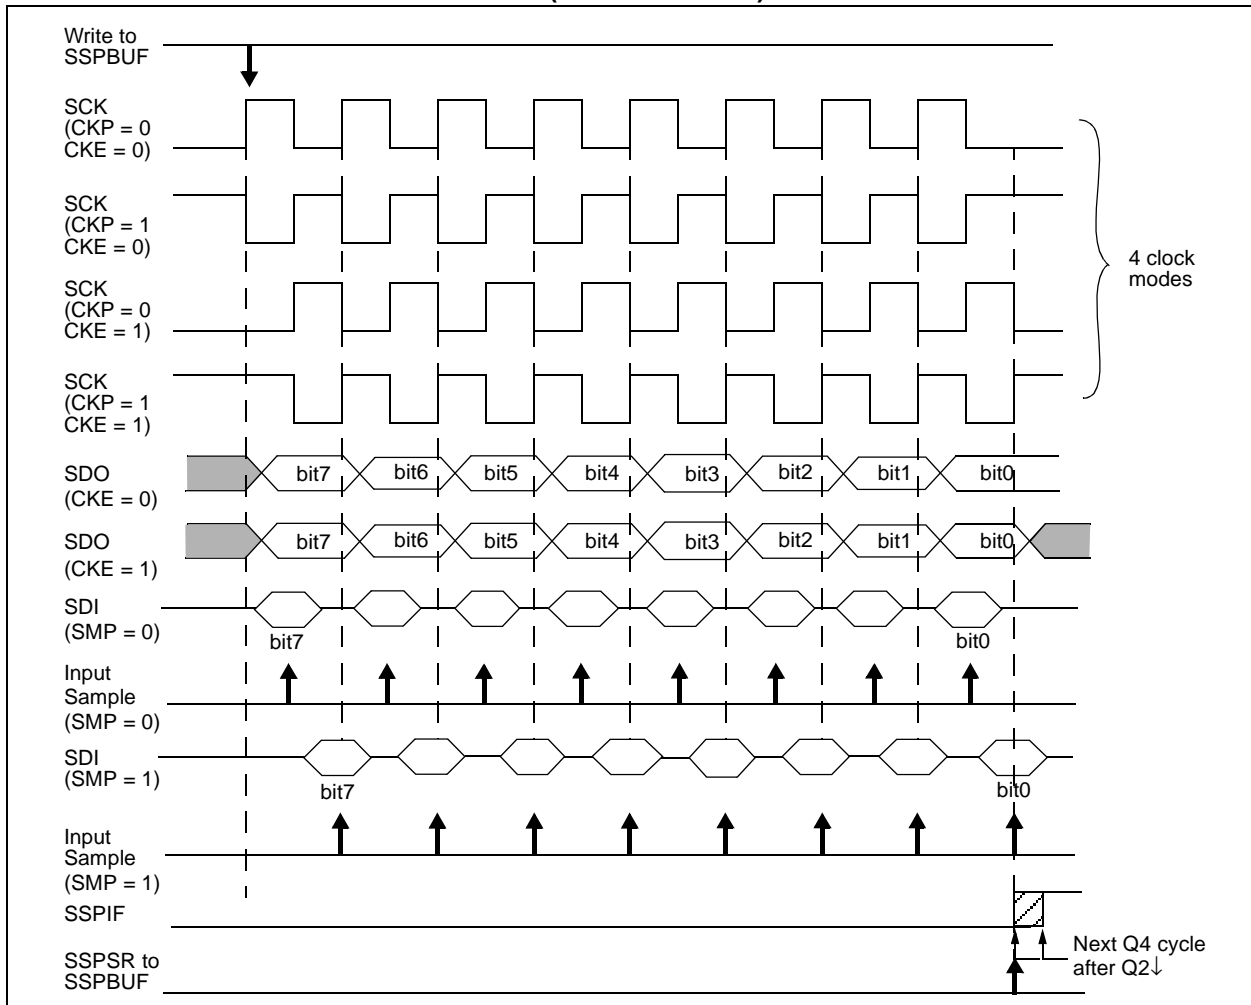 Write to
SSPBUF
SCK
(CKP = 0
CKE = 0)
SCK
(CKP = 1
CKE = 0)
4 clock
modes
SCK
(CKP = 0
CKE = 1)
SCK
(CKP = 1
CKE = 1)
SDO
(CKE = 0)
bit7 bit6 bit5 bit4 bit3 bit2 bit1 bit0
SDO
(CKE = 1)
bit7 bit6 bit5 bit4 bit3 bit2 bit1 bit0
SDI
(SMP = 0)
bit7 bit0
Input
Sample
(SMP = 0)
SDI
(SMP = 1)
bit7 bit0
Input
Sample
(SMP = 1)
SSPIF
Next Q4 cycle
after Q2↓
SSPSR to
SSPBUF